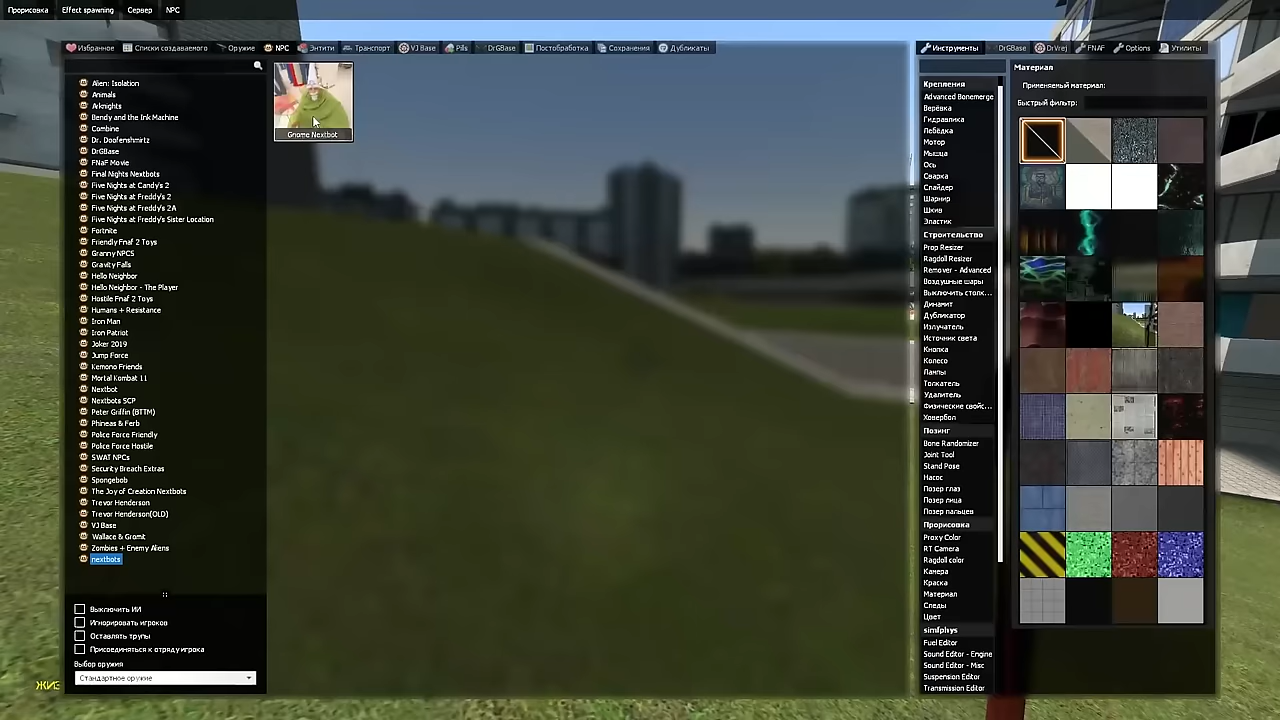 Прорисовка Effect spawning Сервер NPC
Избранное Списки создаваемого Оружие NPC Энтити Транспорт VJ Base Pills DrGBase Постобработка Сохранения Дубликаты
Alien: Isolation
Animals
Arknights
Bendy and the Ink Machine
Combine
Dr. Doofenshmirtz
DrGBase
FNaF Movie
Final Nights Nextbots
Five Nights at Candy's 2
Five Nights at Freddy's 2
Five Nights at Freddy's 2A
Five Nights at Freddy's Sister Location
Fortnite
Friendly Fnaf 2 Toys
Granny NPCS
Gravity Falls
Hello Neighbor
Hello Neighbor - The Player
Hostile Fnaf 2 Toys
Humans + Resistance
Iron Man
Iron Patriot
Joker 2019
Jump Force
Kemono Friends
Mortal Kombat 11
Nextbot
Nextbots SCP
Peter Griffin (BTTM)
Phineas & Ferb
Police Force Friendly
Police Force Hostile
SWAT NPCs
Security Breach Extras
Spongebob
The Joy of Creation Nextbots
Trevor Henderson
Trevor Henderson(OLD)
VJ Base
Wallace & Gromit
Zombies + Enemy Aliens
nextbots
Выключить ИИ
Игнорировать игроков
Оставлять трупы
Присоединяться к отряду игрока
Выбор оружия
Стандартное оружие
Gnome Nextbot
Инструменты DrGBase DrVrej FNAF Options Утилиты
Крепления
Advanced Bonemerge
Верёвка
Гидравлика
Лебёдка
Мотор
Мышца
Ось
Сварка
Слайдер
Шарнир
Шкив
Эластик
Строительство
Prop Resizer
Ragdoll Resizer
Remover - Advanced
Воздушные шары
Выключить столк...
Динамит
Дубликатор
Излучатель
Источник света
Кнопка
Колесо
Лампы
Толкатель
Удалитель
Физические свойс...
Ховербол
Позинг
Bone Randomizer
Joint Tool
Stand Pose
Насос
Позер глаз
Позер лица
Позер пальцев
Прорисовка
Proxy Color
RT Camera
Ragdoll color
Камера
Краска
Материал
Следы
Цвет
simfphys
Fuel Editor
Sound Editor - Engine
Sound Editor - Misc
Suspension Editor
Transmission Editor
Материал
Применяемый материал:
Быстрый фильтр: